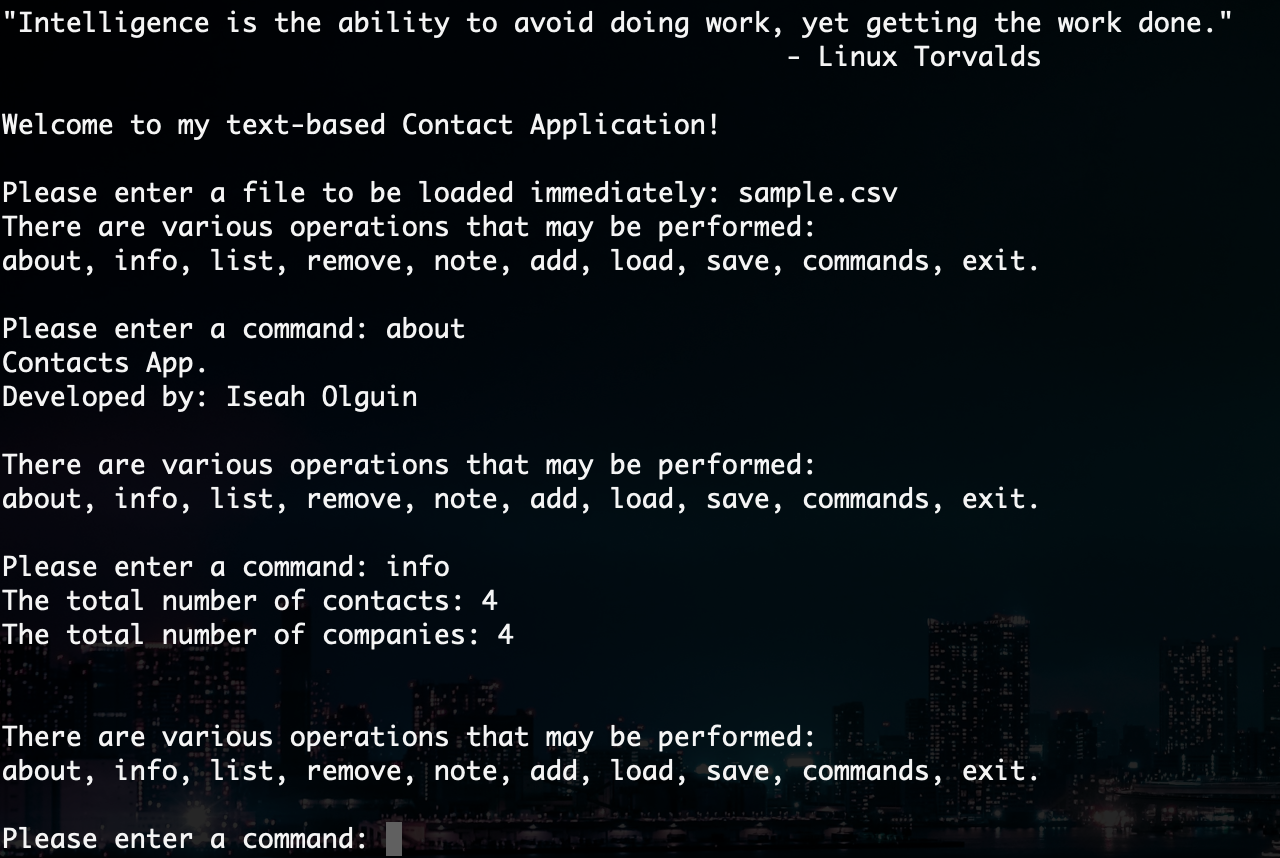 "Intelligence is the ability to avoid doing work, yet getting the work done."
- Linux Torvalds
Welcome to my text-based Contact Application!
Please enter a file to be loaded immediately: sample.csv
There are various operations that may be performed:
about, info, list, remove, note, add, load, save, commands, exit.
Please enter a command: about
Contacts App.
Developed by: Iseah Olguin
There are various operations that may be performed:
about, info, list, remove, note, add, load, save, commands, exit.
Please enter a command: info
The total number of contacts: 4
The total number of companies: 4
There are various operations that may be performed:
about, info, list, remove, note, add, load, save, commands, exit.
Please enter a command: